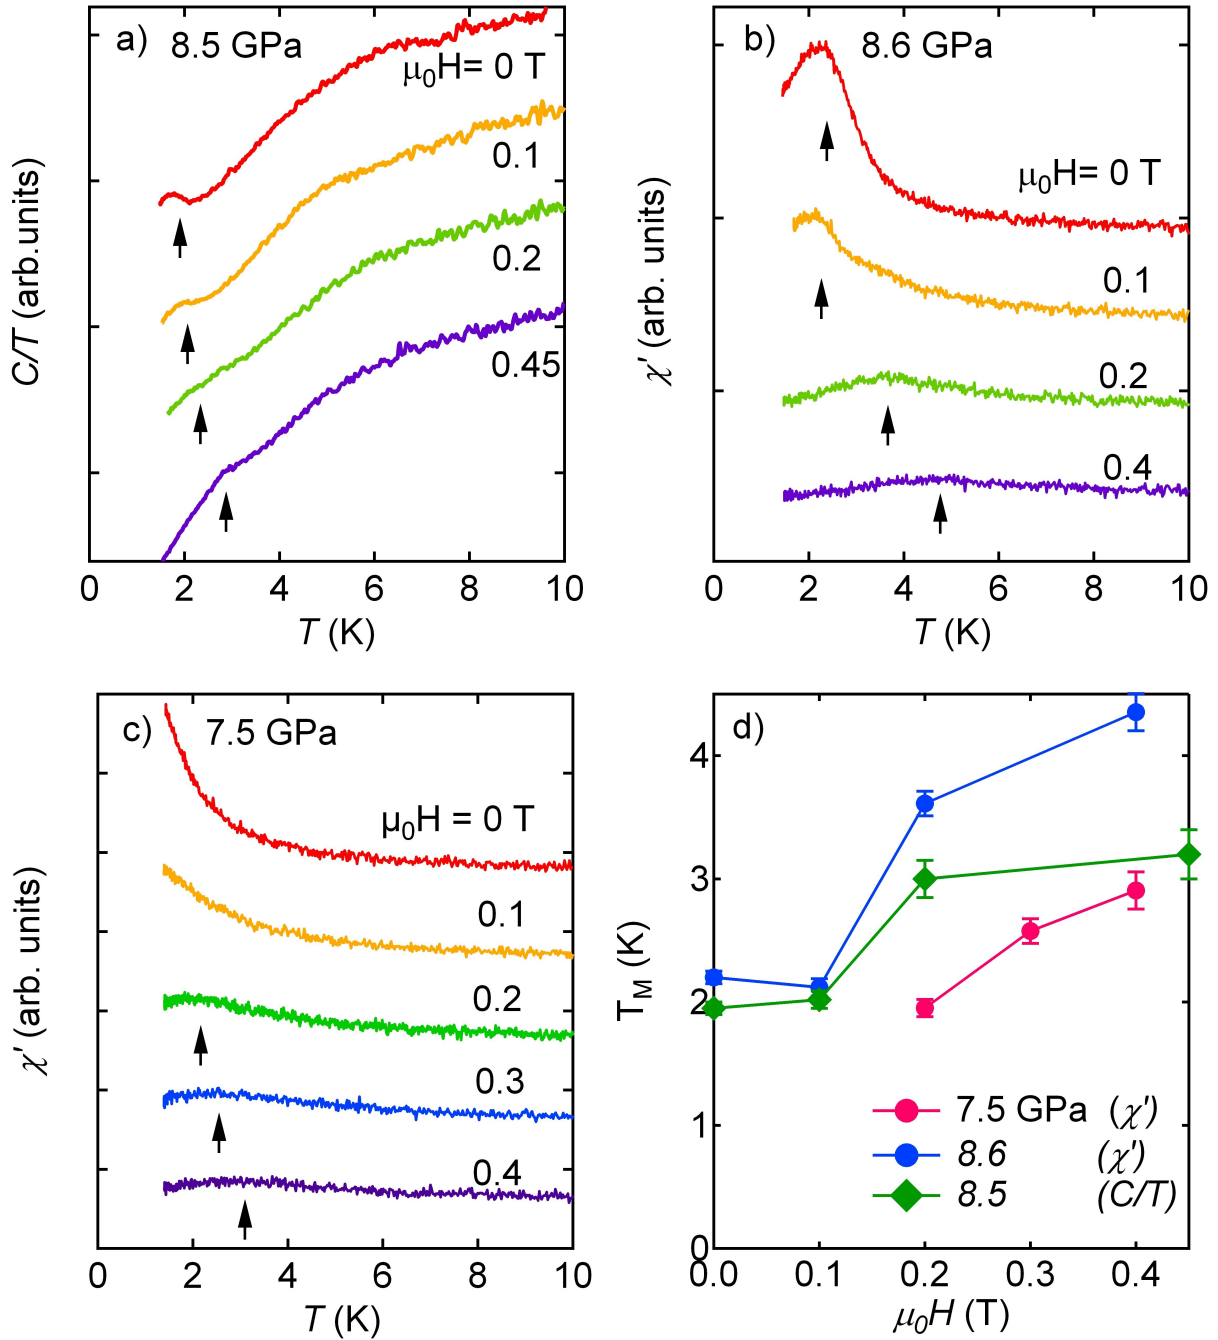 a) 8.5 GPa
μ0H= 0 T
0.1
0.2
0.45
C/T (arb.units)
0 2 4 6 8 10
T (K)
b) 8.6 GPa
μ0H= 0 T
0.1
0.2
0.4
χ′ (arb. units)
0 2 4 6 8 10
T (K)
c) 7.5 GPa
μ0H = 0 T
0.1
0.2
0.3
0.4
χ′ (arb. units)
0 2 4 6 8 10
T (K)
d)
4
3
2
1
0
TM (K)
7.5 GPa (χ')
8.6 (χ')
8.5 (C/T)
0.0 0.1 0.2 0.3 0.4
μ0H (T)